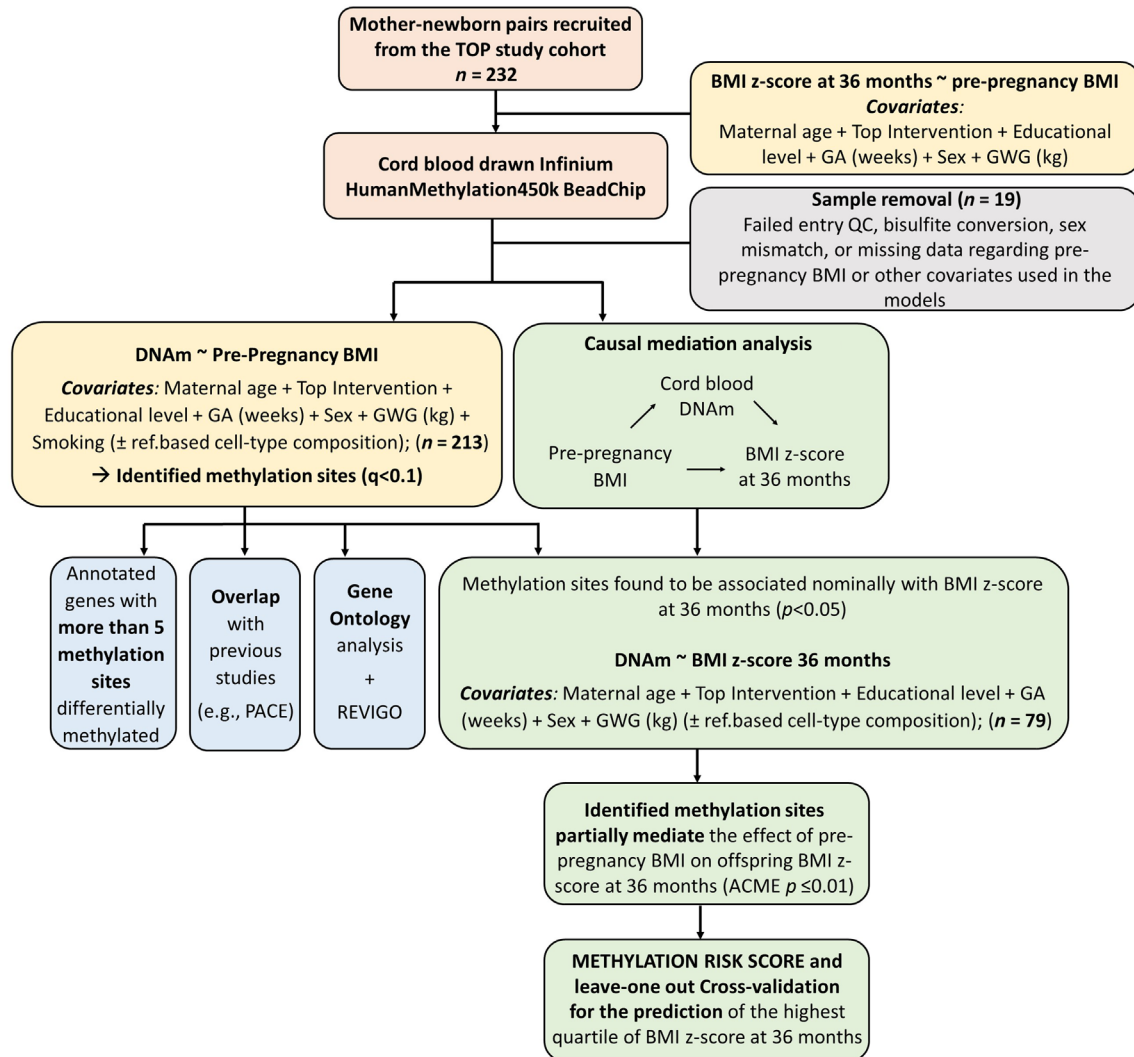 Mother-newborn pairs recruited
from the TOP study cohort
n = 232
BMI z-score at 36 months ~ pre-pregnancy BMI
Covariates:
Maternal age + Top Intervention + Educational
level + GA (weeks) + Sex + GWG (kg)
Cord blood drawn Infinium
HumanMethylation450k BeadChip
Sample removal (n = 19)
Failed entry QC, bisulfite conversion, sex
mismatch, or missing data regarding pre-
pregnancy BMI or other covariates used in the
models
DNAm ~ Pre-Pregnancy BMI
Covariates: Maternal age + Top Intervention +
Educational level + GA (weeks) + Sex + GWG (kg) +
Smoking (± ref.based cell-type composition); (n = 213)
→ Identified methylation sites (q<0.1)
Causal mediation analysis
Cord blood
DNAm
Pre-pregnancy
BMI
BMI z-score
at 36 months
Annotated
genes with
more than 5
methylation
sites
differentially
methylated
Overlap
with
previous
studies
(e.g., PACE)
Gene
Ontology
analysis
+
REVIGO
Methylation sites found to be associated nominally with BMI z-score
at 36 months (p<0.05)
DNAm ~ BMI z-score 36 months
Covariates: Maternal age + Top Intervention + Educational level + GA
(weeks) + Sex + GWG (kg) (± ref.based cell-type composition); (n = 79)
Identified methylation sites
partially mediate the effect of pre-
pregnancy BMI on offspring BMI z-
score at 36 months (ACME p ≤0.01)
METHYLATION RISK SCORE and
leave-one out Cross-validation
for the prediction of the highest
quartile of BMI z-score at 36 months